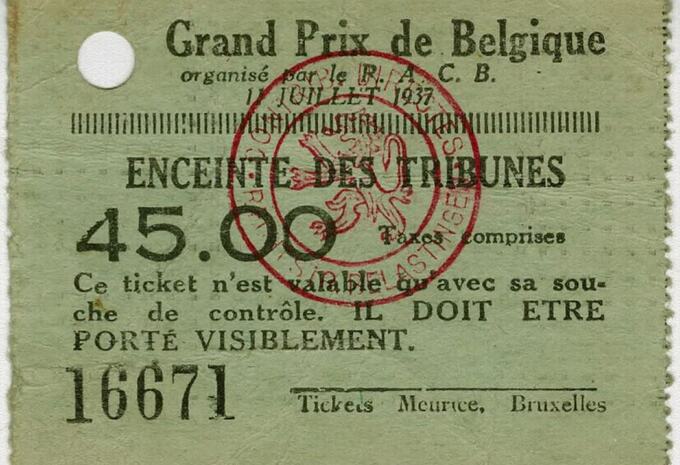 Grand Prix de Belgique
organisé par le R. A. C. B.
11 JUILLET 1937
ENCEINTE DES TRIBUNES
45.00 Taxes comprises
Ce ticket n'est valable qu'avec sa sou-
che de contrôle. IL DOIT ETRE
PORTÉ VISIBLEMENT.
16671
Tickets Meurice, Bruxelles